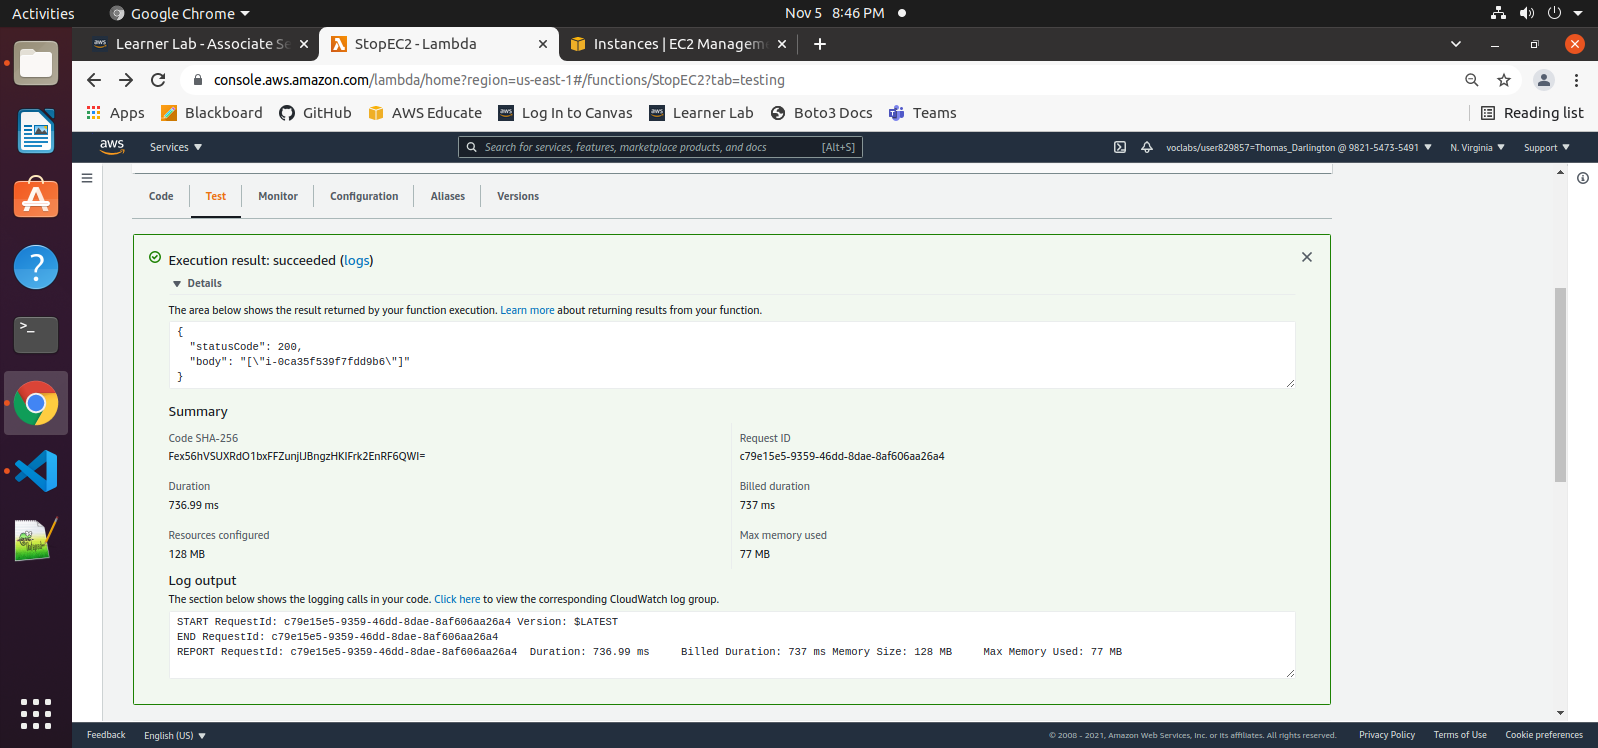 Activities
Google Chrome
Nov 5 8:46 PM
StopEC2 - Lambda
Instances | EC2 Managem
console.aws.amazon.com/lambda/home?region=us-east-1#/functions/StopEC2?tab=testing
Apps
Blackboard
GitHub
AWS Educate
Log In to Canvas
Learner Lab
Boto3 Docs
Teams
Reading list
aws
Services
Search for services, features, marketplace products, and docs
[Alt+S]
voclabs/user829857=Thomas_Darlington @ 9821-5473-5491
N. Virginia
Support
Code
Test
Monitor
Configuration
Aliases
Versions
Execution result: succeeded (logs)
Details
The area below shows the result returned by your function execution. Learn more about returning results from your function.
{
"statusCode": 200,
"body": "[\"i-0ca35f539f7fdd9b6\"]"
}
Summary
Code SHA-256
Request ID
c79e15e5-9359-46dd-8dae-8af606aa26a4
Duration
736.99 ms
Billed duration
737 ms
Resources configured
128 MB
Max memory used
77 MB
Log output
The section below shows the logging calls in your code. Click here to view the corresponding CloudWatch log group.
START RequestId: c79e15e5-9359-46dd-8dae-8af606aa26a4 Version: $LATEST
END RequestId: c79e15e5-9359-46dd-8dae-8af606aa26a4
REPORT RequestId: c79e15e5-9359-46dd-8dae-8af606aa26a4 Duration: 736.99 ms Billed Duration: 737 ms Memory Size: 128 MB Max Memory Used: 77 MB
Feedback
English (US)
© 2008 - 2021, Amazon Web Services, Inc. or its affiliates. All rights reserved.
Privacy Policy
Terms of Use
Cookie preferences